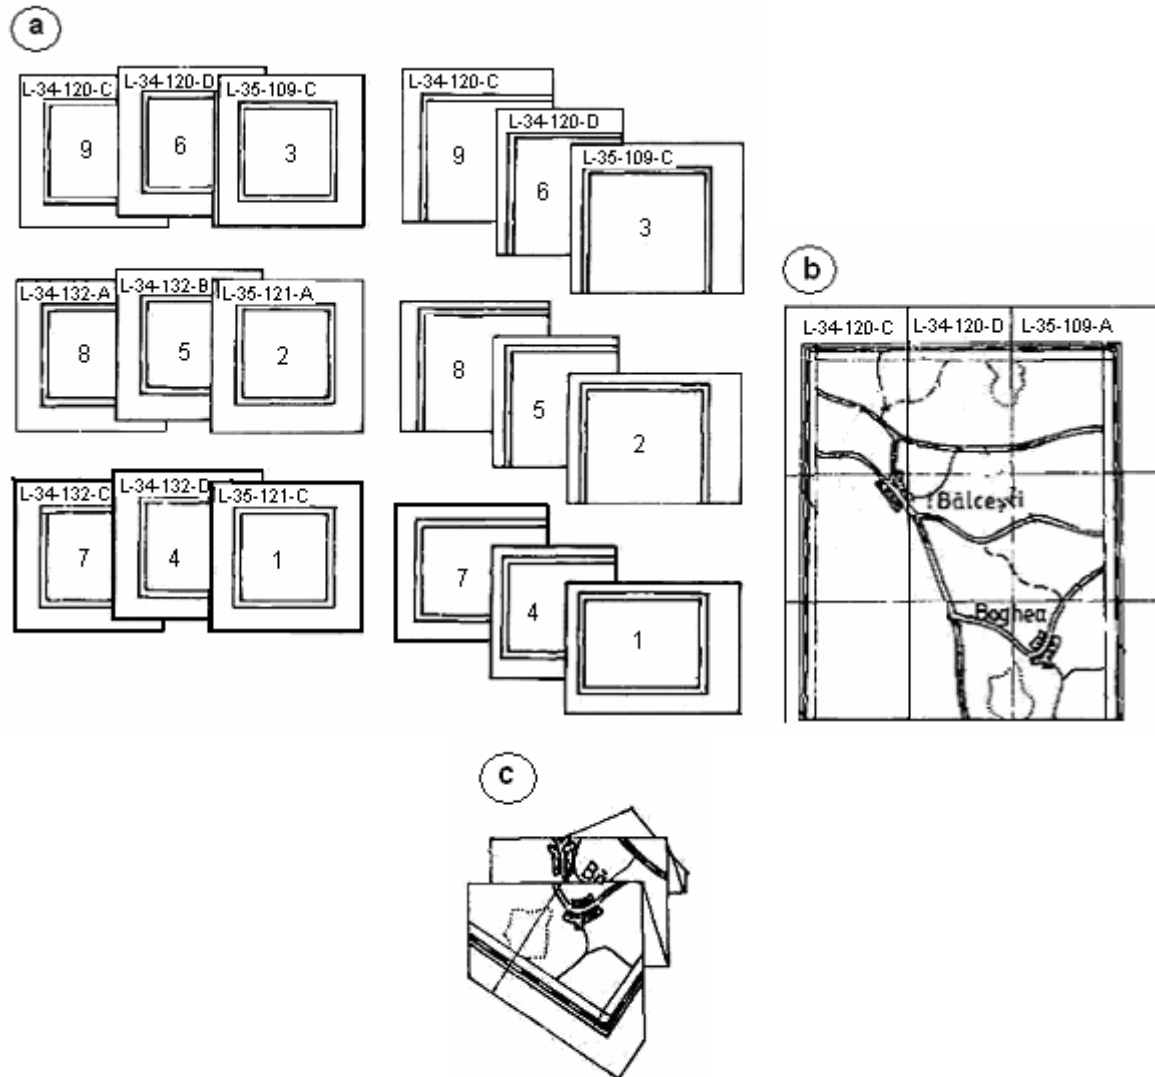 a
L-34-120-C L-34-120-D L-35-109-C
9 6 3
L-34-132-A L-34-132-B L-35-121-A
8 5 2
L-34-132-C L-34-132-D L-35-121-C
7 4 1
L-34-120-C
L-34-120-D
L-35-109-C
9
6
3
8
5
2
7
4
1
b
L-34-120-C L-34-120-D L-35-109-A
Bălcești
Boghea
c
Bă